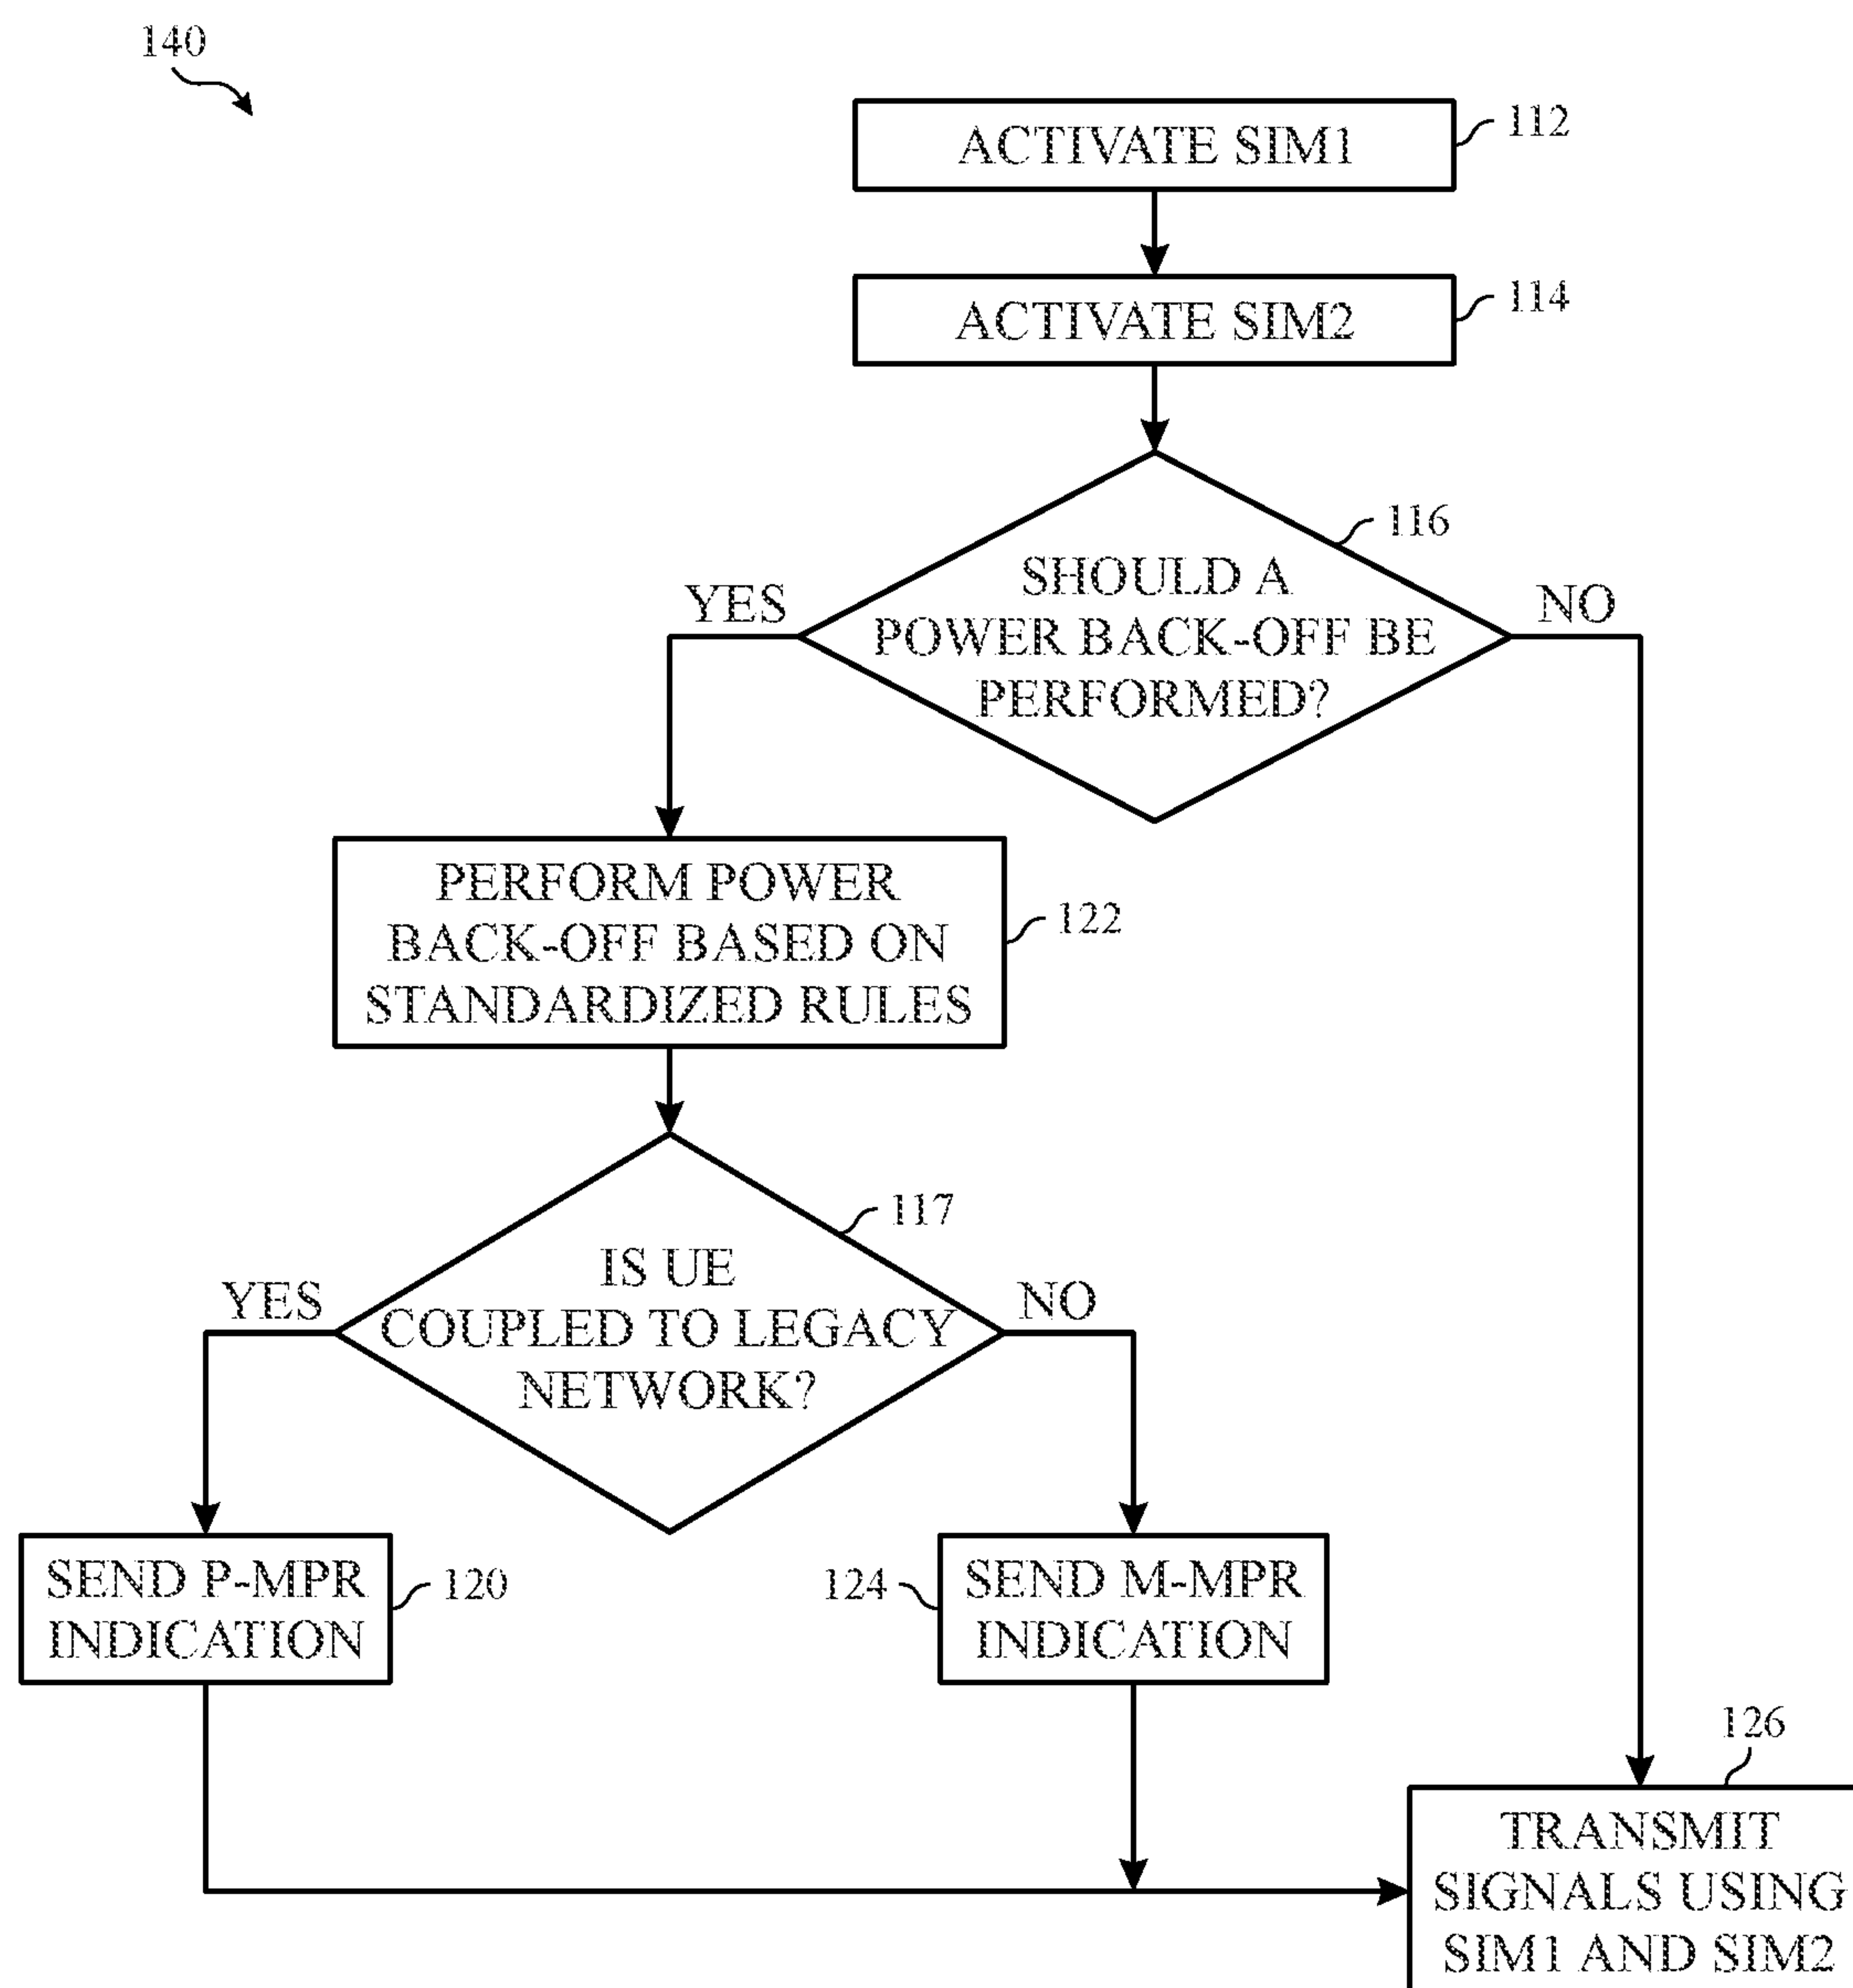 140
ACTIVATE SIM1
112
ACTIVATE SIM2
114
116
SHOULD A
POWER BACK-OFF BE
PERFORMED?
YES
NO
PERFORM POWER
BACK-OFF BASED ON
STANDARDIZED RULES
122
117
IS UE
COUPLED TO LEGACY
NETWORK?
YES
NO
SEND P-MPR
INDICATION
120
124
SEND M-MPR
INDICATION
126
TRANSMIT
SIGNALS USING
SIM1 AND SIM2